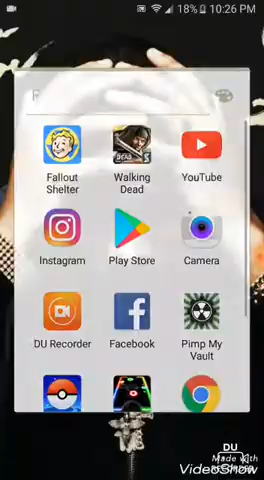 18% 10:26 PM
F
Fallout Shelter
Walking Dead
YouTube
Instagram
Play Store
Camera
DU Recorder
Facebook
Pimp My Vault
DU
Made with
VideoShow